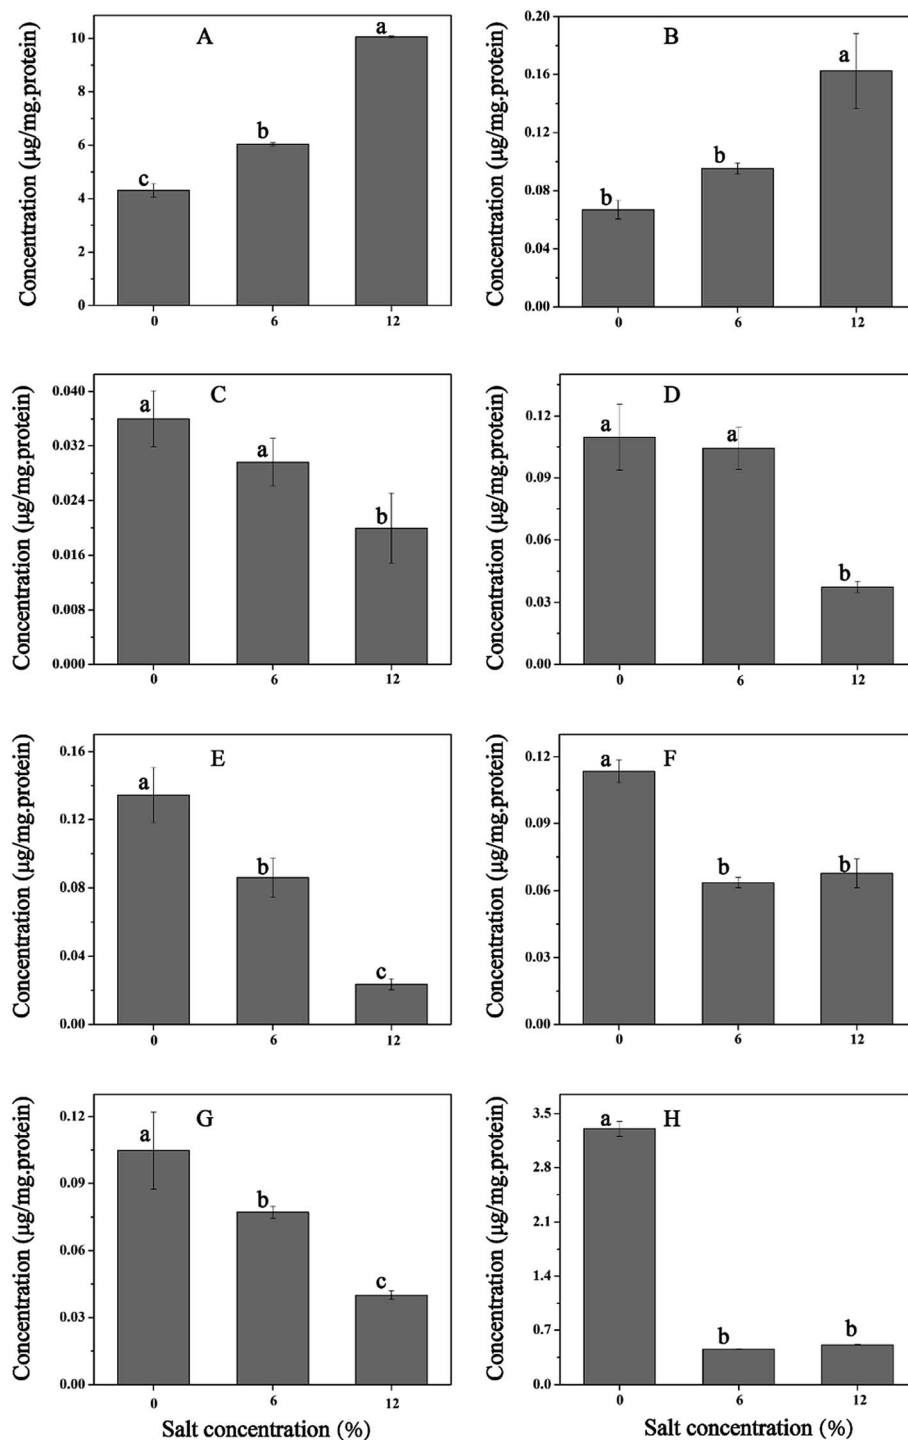 A
Concentration (μg/mg.protein)
10
8
6
4
2
0
c
b
a
0
6
12
B
Concentration (μg/mg.protein)
0.20
0.16
0.12
0.08
0.04
0.00
b
b
a
0
6
12
C
Concentration (μg/mg.protein)
0.040
0.032
0.024
0.016
0.008
0.000
a
a
b
0
6
12
D
Concentration (μg/mg.protein)
0.12
0.09
0.06
0.03
0.00
a
a
b
0
6
12
E
Concentration (μg/mg.protein)
0.16
0.12
0.08
0.04
0.00
a
b
c
0
6
12
F
Concentration (μg/mg.protein)
0.12
0.09
0.06
0.03
0.00
a
b
b
0
6
12
G
Concentration (μg/mg.protein)
0.12
0.09
0.06
0.03
0.00
a
b
c
0
6
12
Salt concentration (%)
H
Concentration (μg/mg.protein)
3.5
2.8
2.1
1.4
0.7
0.0
a
b
b
0
6
12
Salt concentration (%)